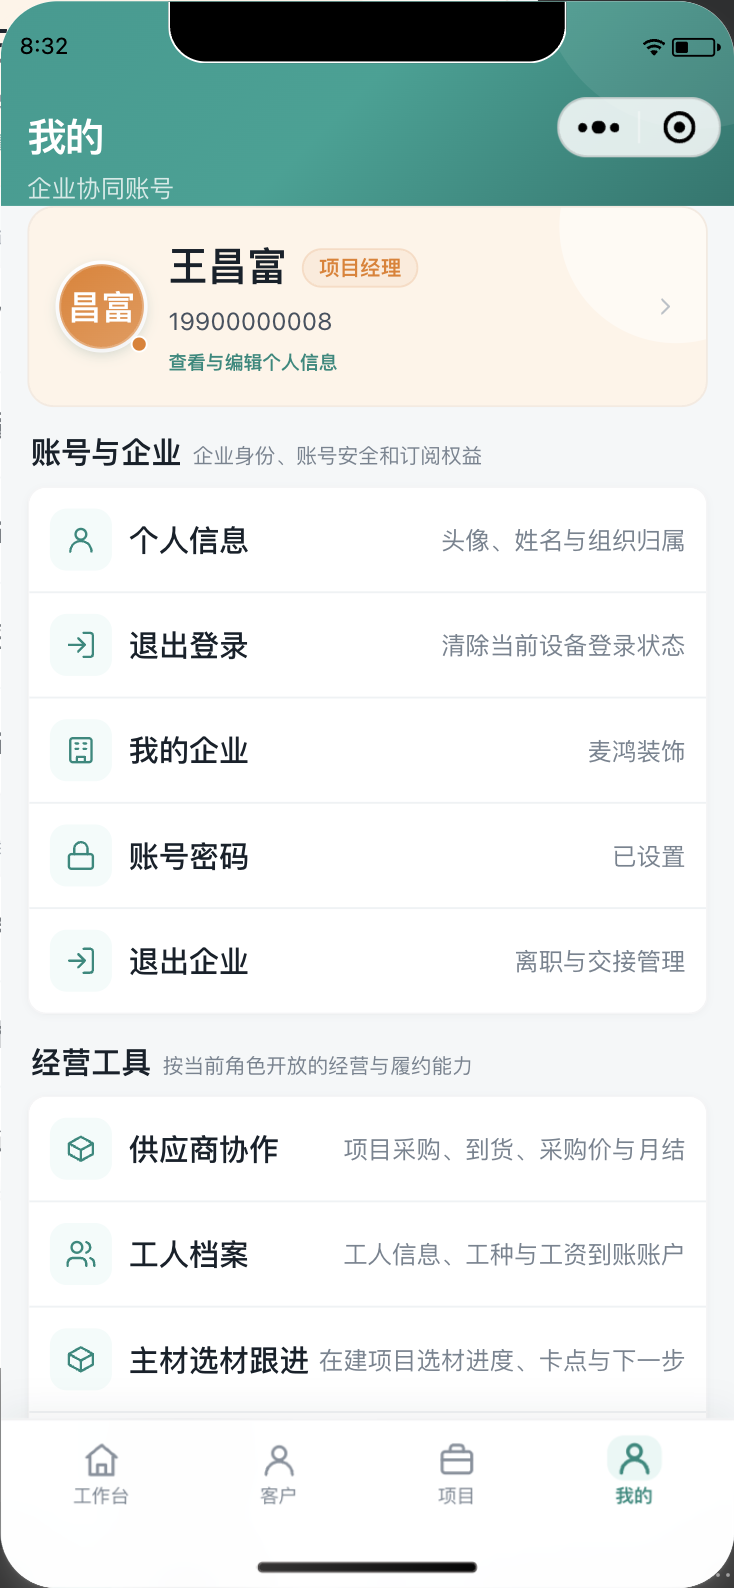 8:32
我的
企业协同账号
昌富
王昌富 项目经理
19900000008
查看与编辑个人信息
账号与企业 企业身份、账号安全和订阅权益
个人信息 头像、姓名与组织归属
退出登录 清除当前设备登录状态
我的企业 麦鸿装饰
账号密码 已设置
退出企业 离职与交接管理
经营工具 按当前角色开放的经营与履约能力
供应商协作 项目采购、到货、采购价与月结
工人档案 工人信息、工种与工资到账账户
主材选材跟进 在建项目选材进度、卡点与下一步
工作台 客户 项目 我的